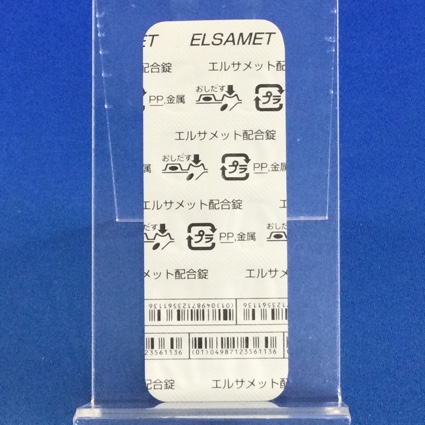 ET ELSAMET
エルサメット配合
おしだす
PP,金属 プラ
エルサメット配合錠
おしだす
属 プラ PP,金
ルサメット配合錠 エ
おしだ
プラ PP,金属
メット配合錠 エルサメット配
(01)04987123561136
23561136 (01)04987123561136
配合錠 エルサメット配合